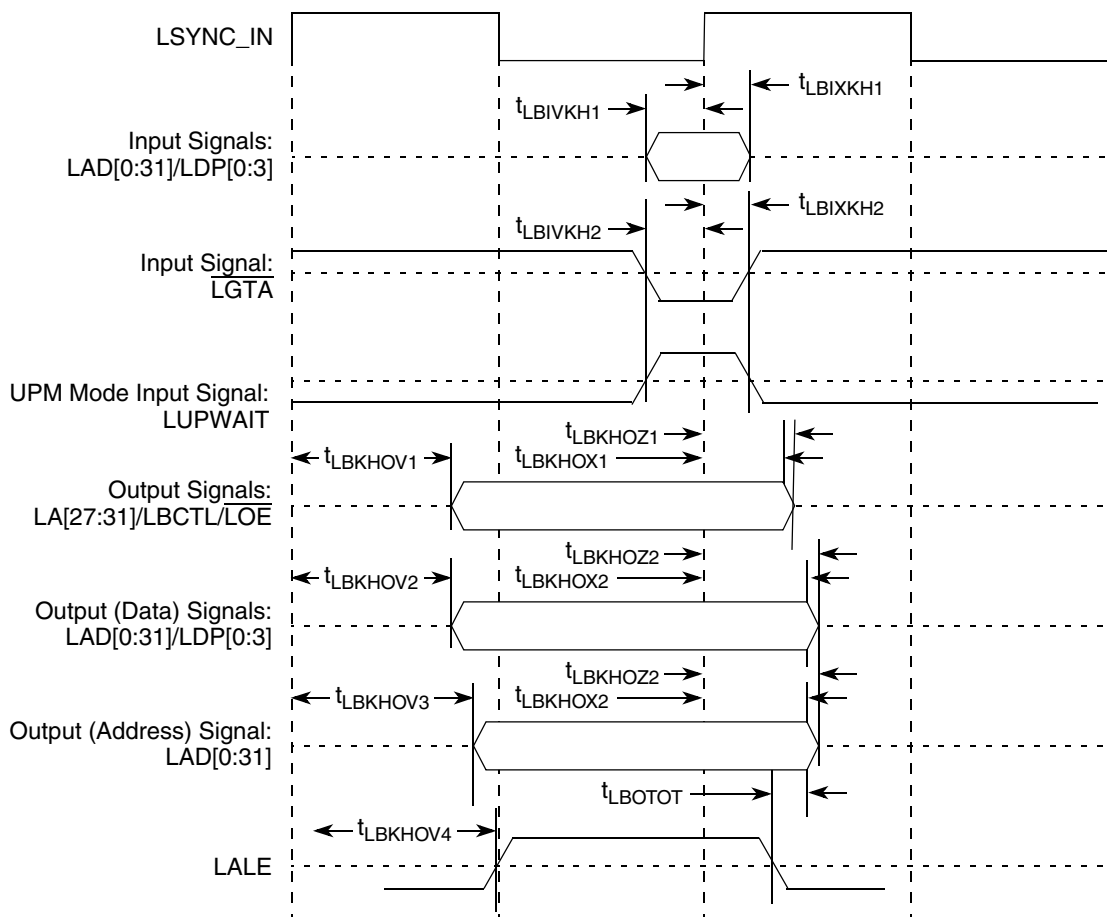 LSYNC_IN
tLBIXKH1
tLBIVKH1
Input Signals:
LAD[0:31]/LDP[0:3]
tLBIXKH2
tLBIVKH2
Input Signal:
LGTA
UPM Mode Input Signal:
LUPWAIT
tLBKHOZ1
tLBKHOV1
tLBKHOX1
Output Signals:
LA[27:31]/LBCTL/LOE
tLBKHOZ2
tLBKHOV2
tLBKHOX2
Output (Data) Signals:
LAD[0:31]/LDP[0:3]
tLBKHOZ2
tLBKHOV3
tLBKHOX2
Output (Address) Signal:
LAD[0:31]
tLBOTOT
tLBKHOV4
LALE